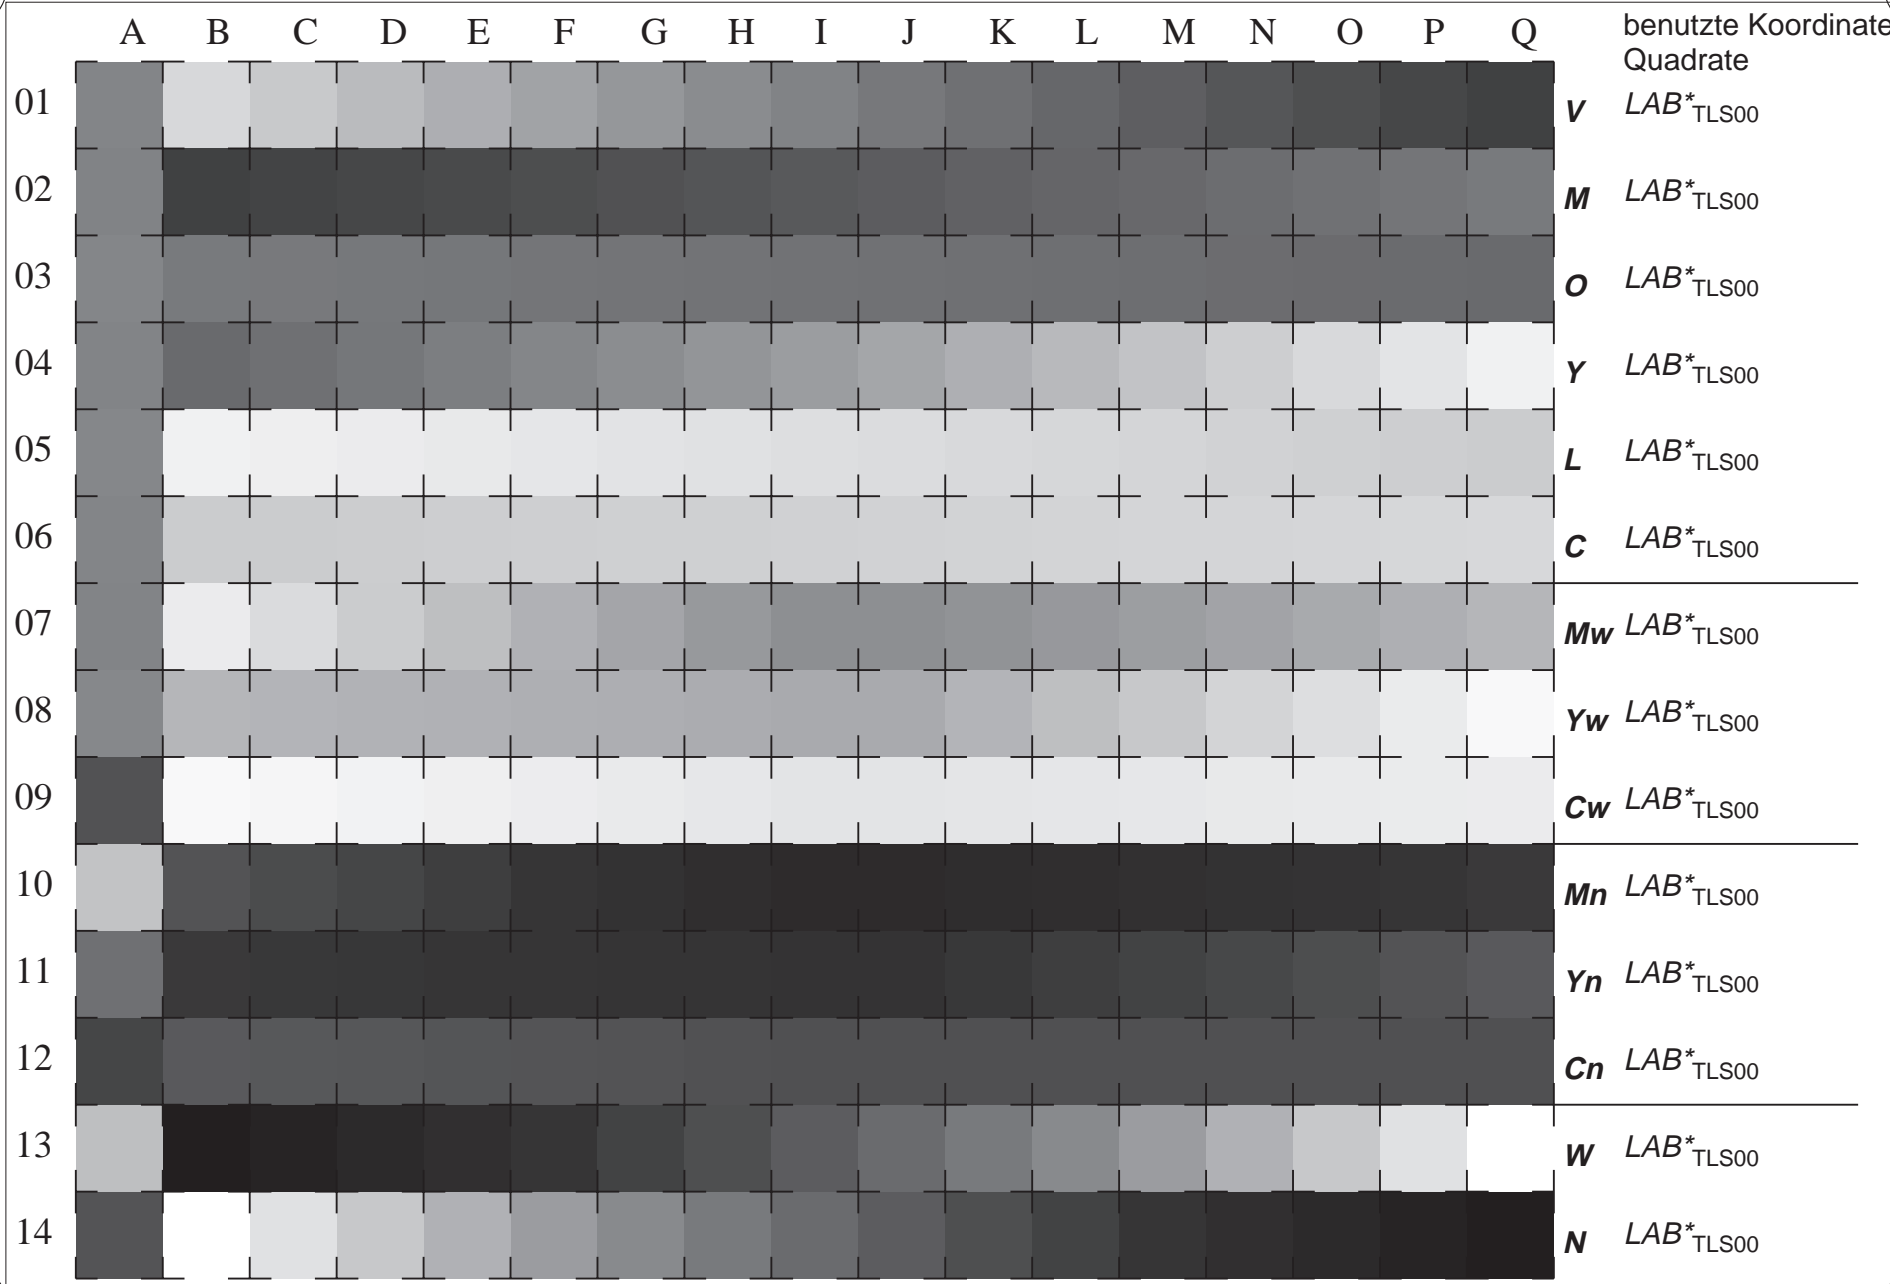 A B C D E F G H I J K L M N O P Q benutzte Koordinate
Quadrate
01 V LAB*TLS00
02 M LAB*TLS00
03 O LAB*TLS00
04 Y LAB*TLS00
05 L LAB*TLS00
06 C LAB*TLS00
07 Mw LAB*TLS00
08 Yw LAB*TLS00
09 Cw LAB*TLS00
10 Mn LAB*TLS00
11 Yn LAB*TLS00
12 Cn LAB*TLS00
13 W LAB*TLS00
14 N LAB*TLS00